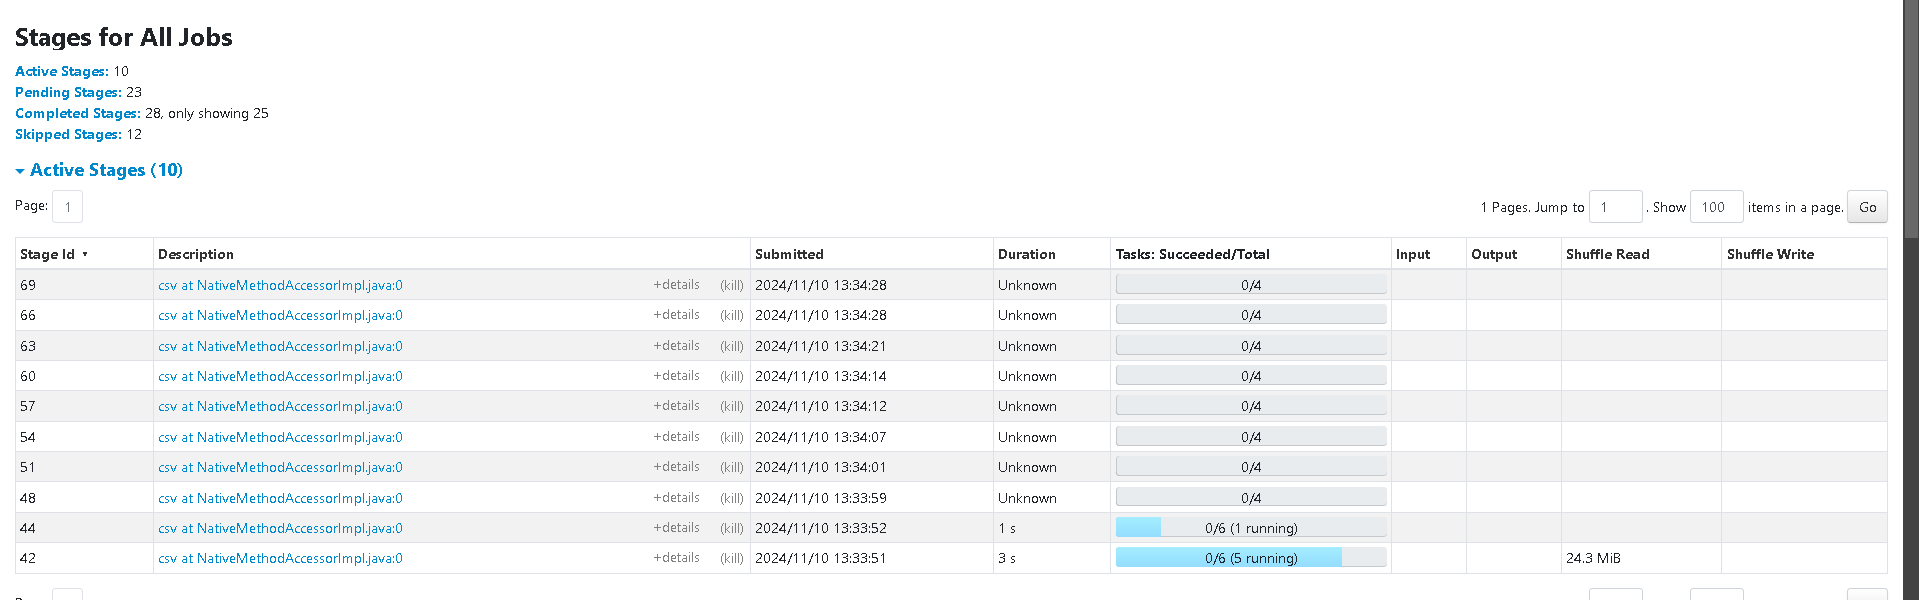 Stages for All Jobs
Active Stages: 10
Pending Stages: 23
Completed Stages: 28, only showing 25
Skipped Stages: 12
Active Stages (10)
Page: 1 1 Pages. Jump to 1 . Show 100 items in a page. Go
Stage Id ▾ Description Submitted Duration Tasks: Succeeded/Total Input Output Shuffle Read Shuffle Write
69 csv at NativeMethodAccessorImpl.java:0 +details (kill) 2024/11/10 13:34:28 Unknown 0/4
66 csv at NativeMethodAccessorImpl.java:0 +details (kill) 2024/11/10 13:34:28 Unknown 0/4
63 csv at NativeMethodAccessorImpl.java:0 +details (kill) 2024/11/10 13:34:21 Unknown 0/4
60 csv at NativeMethodAccessorImpl.java:0 +details (kill) 2024/11/10 13:34:14 Unknown 0/4
57 csv at NativeMethodAccessorImpl.java:0 +details (kill) 2024/11/10 13:34:12 Unknown 0/4
54 csv at NativeMethodAccessorImpl.java:0 +details (kill) 2024/11/10 13:34:07 Unknown 0/4
51 csv at NativeMethodAccessorImpl.java:0 +details (kill) 2024/11/10 13:34:01 Unknown 0/4
48 csv at NativeMethodAccessorImpl.java:0 +details (kill) 2024/11/10 13:33:59 Unknown 0/4
44 csv at NativeMethodAccessorImpl.java:0 +details (kill) 2024/11/10 13:33:52 1 s 0/6 (1 running)
42 csv at NativeMethodAccessorImpl.java:0 +details (kill) 2024/11/10 13:33:51 3 s 0/6 (5 running) 24.3 MiB